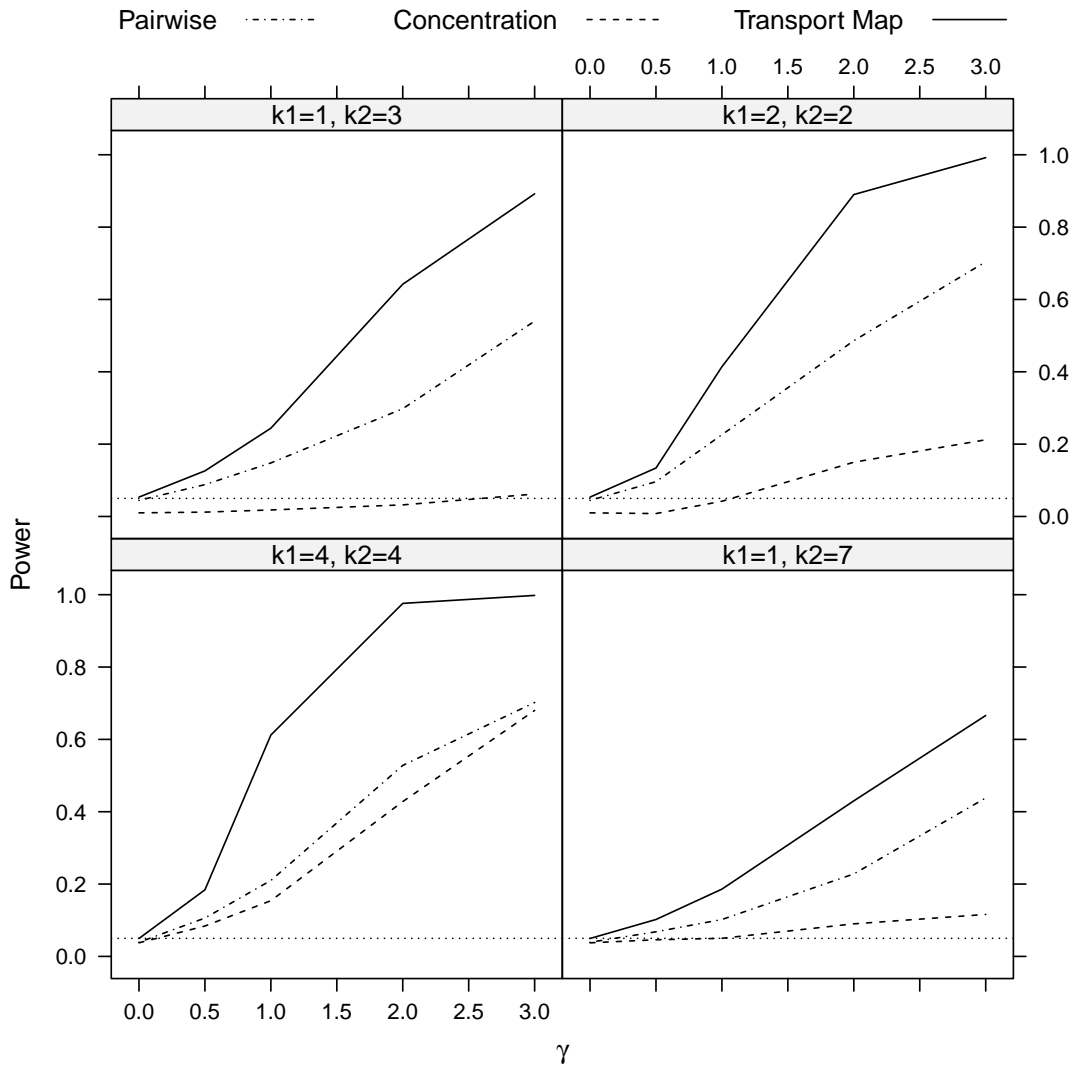 Pairwise Concentration Transport Map
0.0 0.5 1.0 1.5 2.0 2.5 3.0
k1=1, k2=3 k1=2, k2=2
1.0
0.8
0.6
0.4
0.2
0.0
Power
k1=4, k2=4 k1=1, k2=7
1.0
0.8
0.6
0.4
0.2
0.0
0.0 0.5 1.0 1.5 2.0 2.5 3.0
γ